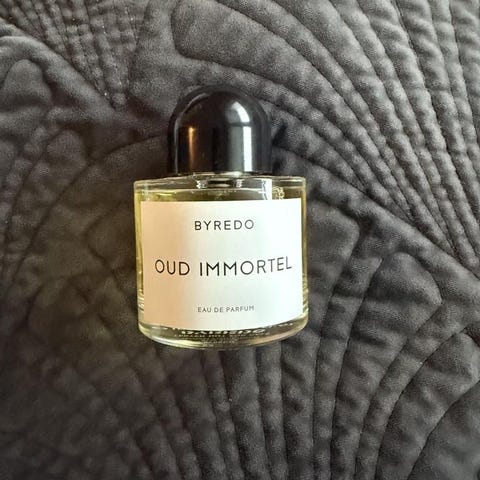 BYREDO
OUD IMMORTEL
EAU DE PARFUM